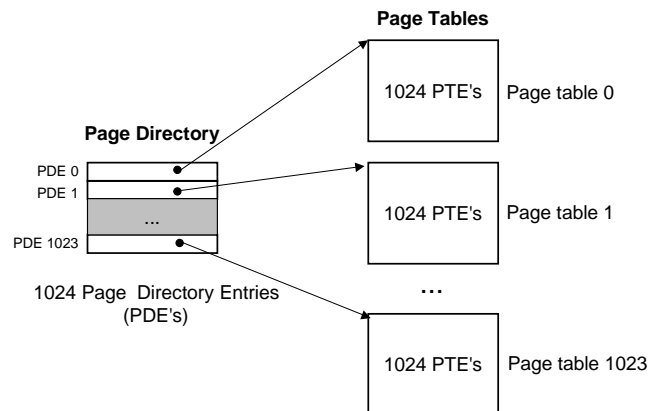 Page Tables
1024 PTE's
Page table 0
Page Directory
PDE 0
PDE 1
...
PDE 1023
1024 Page Directory Entries
(PDE's)
1024 PTE's
Page table 1
...
1024 PTE's
Page table 1023